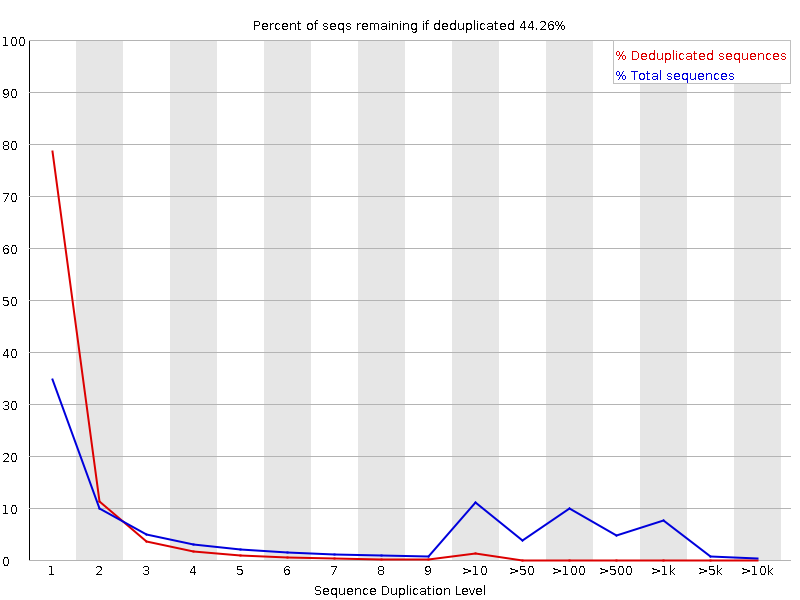 Percent of seqs remaining if deduplicated 44.26%
% Deduplicated sequences
% Total sequences
100
90
80
70
60
50
40
30
20
10
0
1 2 3 4 5 6 7 8 9 >10 >50 >100 >500 >1k >5k >10k
Sequence Duplication Level